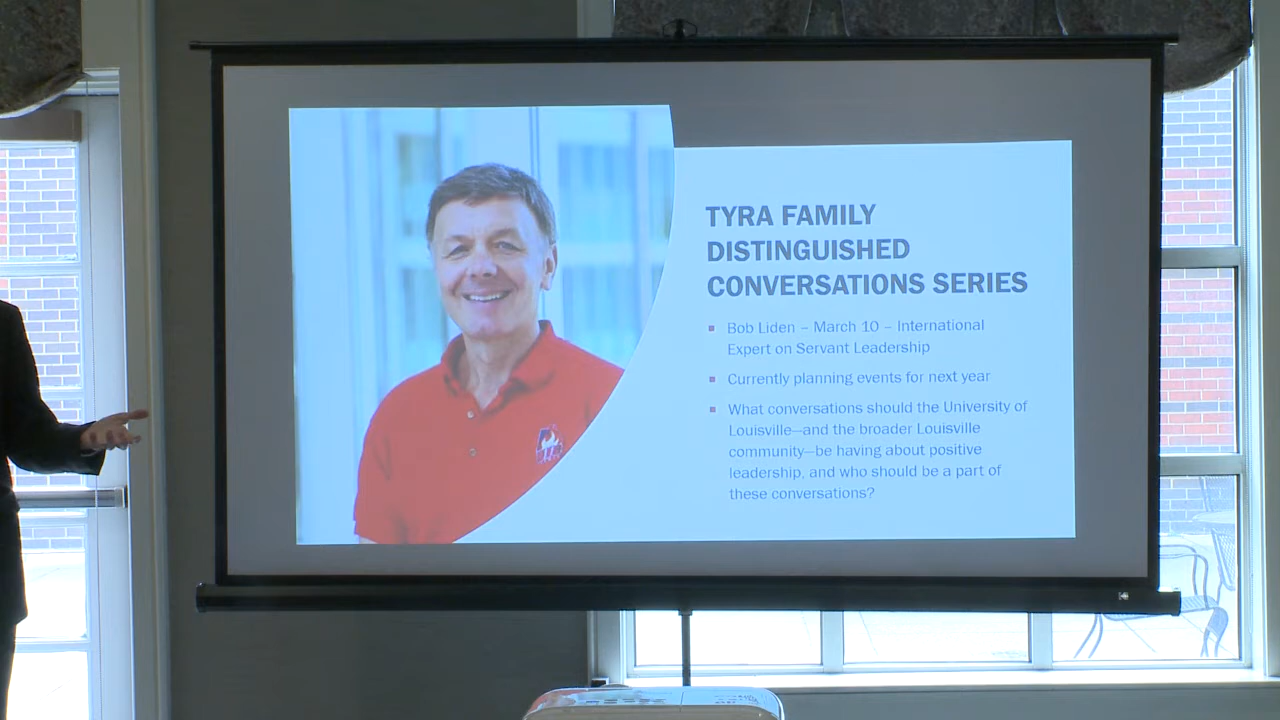 TYRA FAMILY
DISTINGUISHED
CONVERSATIONS SERIES
▪ Bob Liden – March 10 – International
Expert on Servant Leadership
▪ Currently planning events for next year
▪ What conversations should the University of
Louisville—and the broader Louisville
community—be having about positive
leadership, and who should be a part of
these conversations?